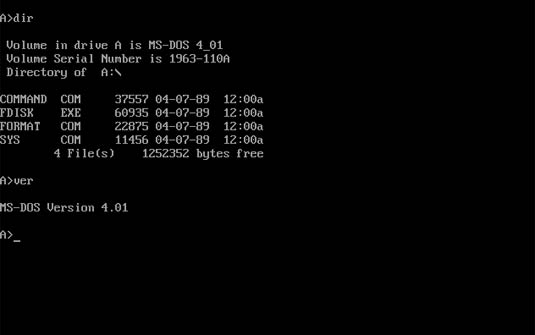 A>dir
Volume in drive A is MS-DOS 4_01
Volume Serial Number is 1963-110A
Directory of  A:\
COMMAND  COM     37557 04-07-89  12:00a
FDISK    EXE     60935 04-07-89  12:00a
FORMAT   COM     22875 04-07-89  12:00a
SYS      COM     11456 04-07-89  12:00a
4 File(s)    1252352 bytes free
A>ver
MS-DOS Version 4.01
A>_